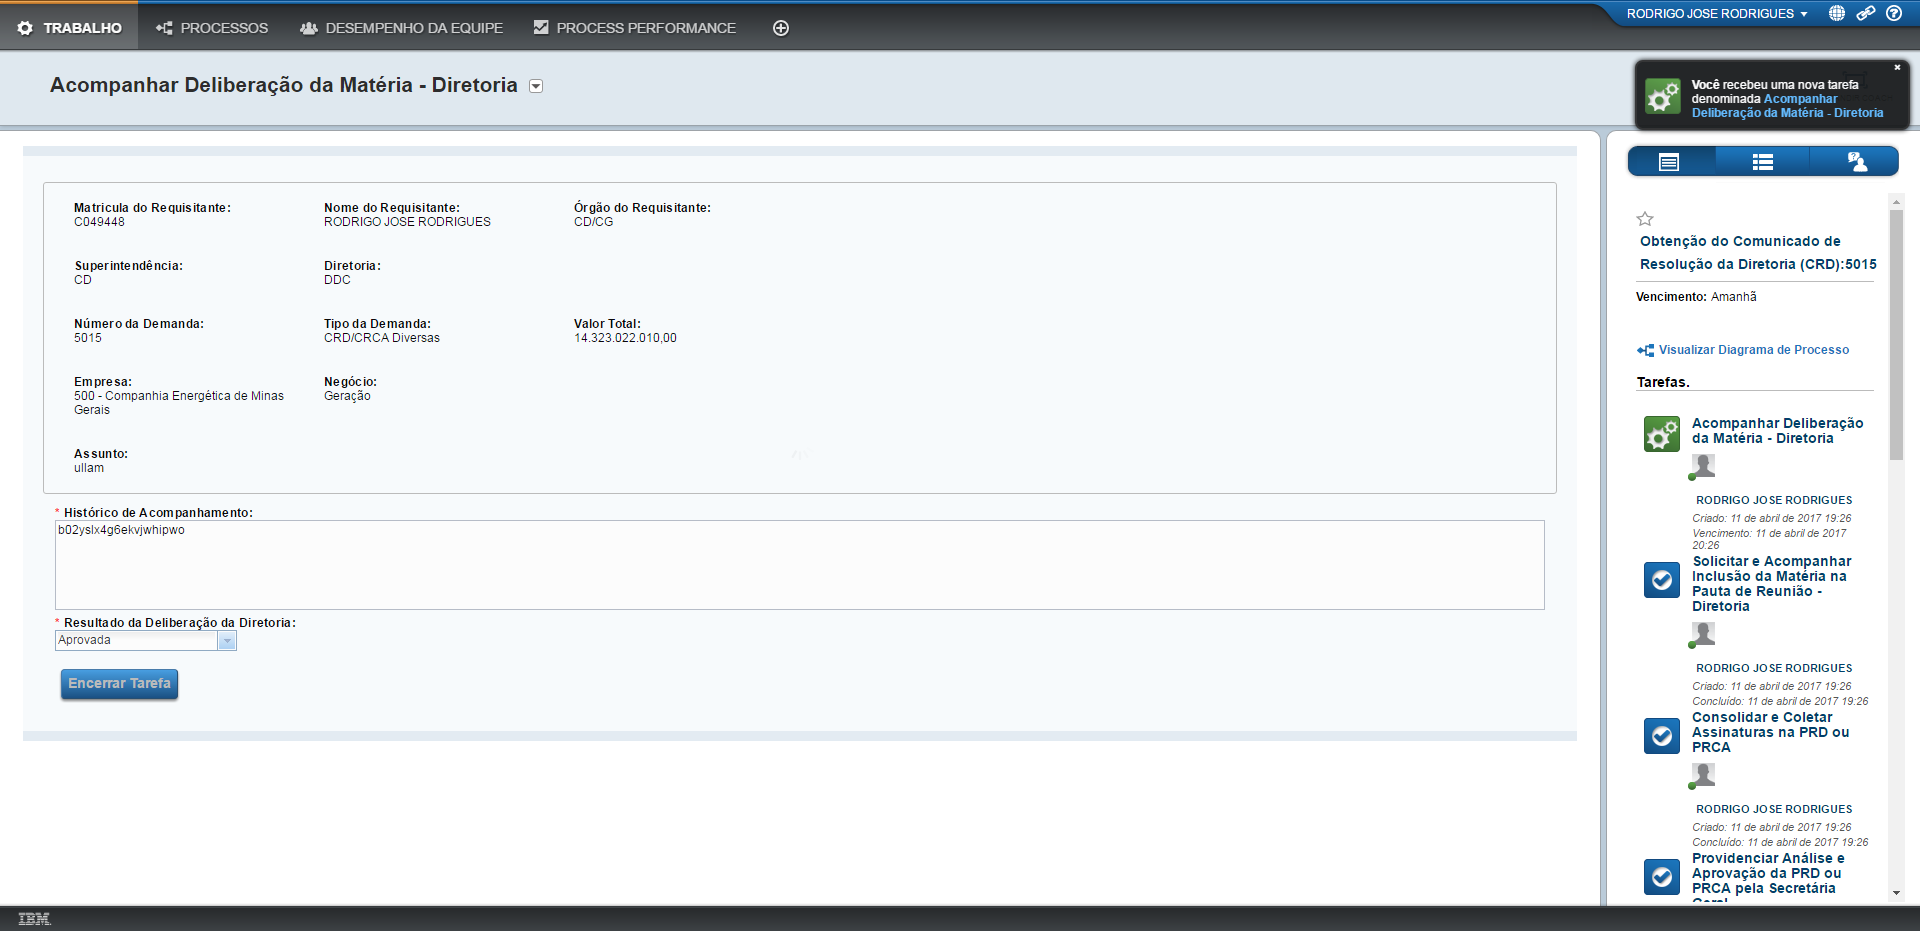 TRABALHO
PROCESSOS
DESEMPENHO DA EQUIPE
PROCESS PERFORMANCE
RODRIGO JOSE RODRIGUES
Acompanhar Deliberação da Matéria - Diretoria
Você recebeu uma nova tarefa
denominada Acompanhar
Deliberação da Matéria - Diretoria
Matricula do Requisitante:
C049448
Nome do Requisitante:
RODRIGO JOSE RODRIGUES
Órgão do Requisitante:
CD/CG
Superintendência:
CD
Diretoria:
DDC
Número da Demanda:
5015
Tipo da Demanda:
CRD/CRCA Diversas
Valor Total:
14.323.022.010,00
Empresa:
500 - Companhia Energética de Minas
Gerais
Negócio:
Geração
Assunto:
ullam
* Histórico de Acompanhamento:
b02yslx4g6ekvjwhipwo
* Resultado da Deliberação da Diretoria:
Aprovada
Encerrar Tarefa
Obtenção do Comunicado de
Resolução da Diretoria (CRD):5015
Vencimento: Amanhã
Visualizar Diagrama de Processo
Tarefas.
Acompanhar Deliberação
da Matéria - Diretoria
RODRIGO JOSE RODRIGUES
Criado: 11 de abril de 2017 19:26
Vencimento: 11 de abril de 2017
20:26
Solicitar e Acompanhar
Inclusão da Matéria na
Pauta de Reunião -
Diretoria
RODRIGO JOSE RODRIGUES
Criado: 11 de abril de 2017 19:26
Concluído: 11 de abril de 2017 19:26
Consolidar e Coletar
Assinaturas na PRD ou
PRCA
RODRIGO JOSE RODRIGUES
Criado: 11 de abril de 2017 19:26
Concluído: 11 de abril de 2017 19:26
Providenciar Análise e
Aprovação da PRD ou
PRCA pela Secretária
Geral
IBM.